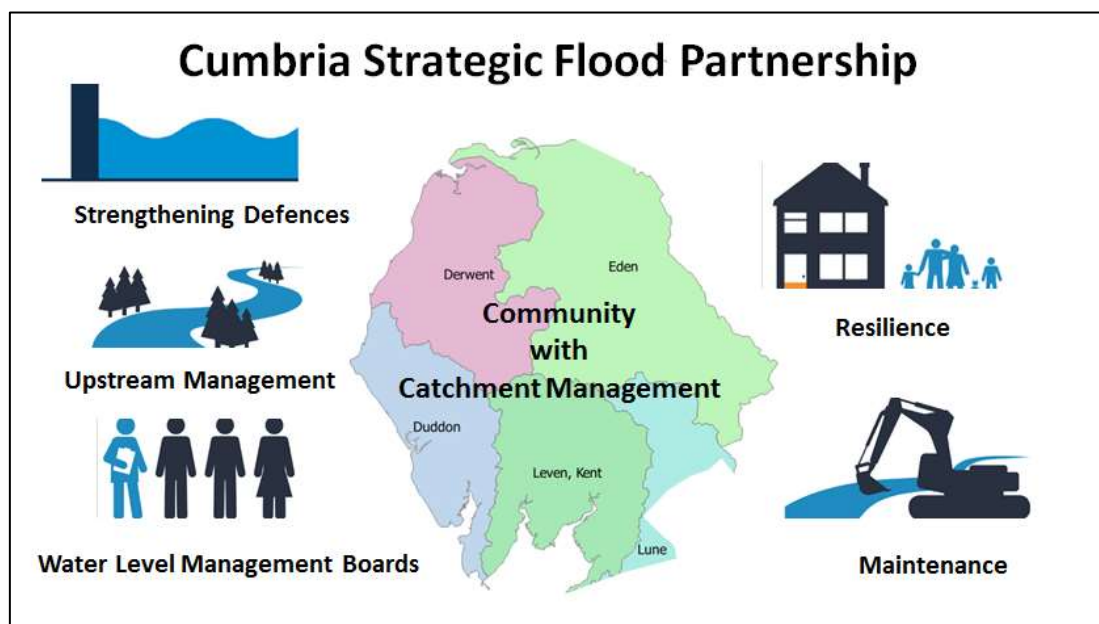 Cumbria Strategic Flood Partnership
Strengthening Defences
Upstream Management
Water Level Management Boards
Derwent
Eden
Community
with
Catchment Management
Duddon
Leven, Kent
Lune
Resilience
Maintenance